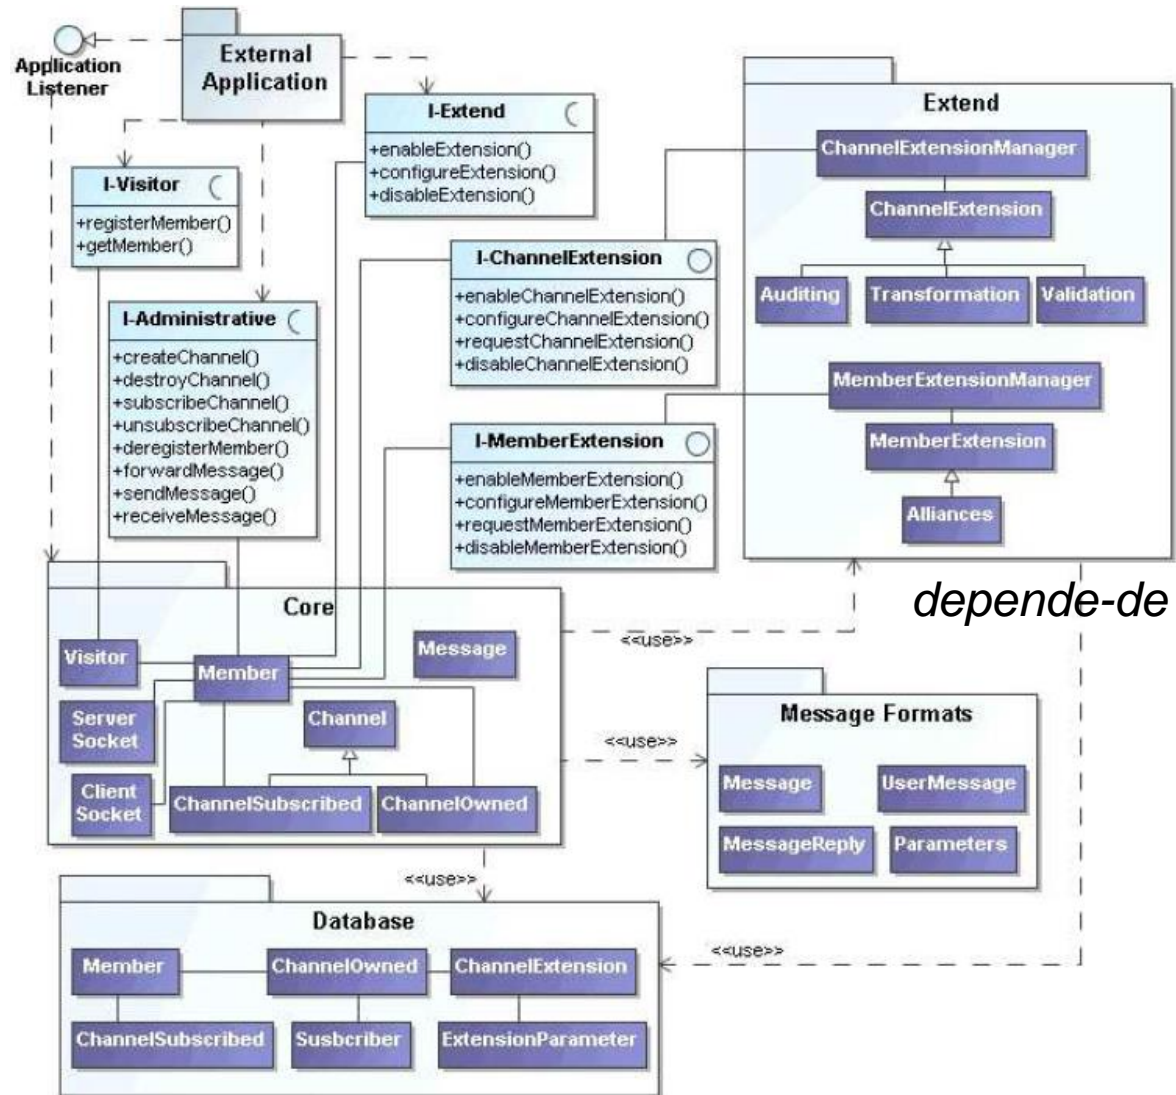 Application
Listener
External
Application
I-Extend
+enableExtension()
+configureExtension()
+disableExtension()
I-Visitor
+registerMember()
+getMember()
I-Administrative
+createChannel()
+destroyChannel()
+subscribeChannel()
+unsubscribeChannel()
+deregisterMember()
+forwardMessage()
+sendMessage()
+receiveMessage()
I-ChannelExtension
+enableChannelExtension()
+configureChannelExtension()
+requestChannelExtension()
+disableChannelExtension()
I-MemberExtension
+enableMemberExtension()
+configureMemberExtension()
+requestMemberExtension()
+disableMemberExtension()
Extend
ChannelExtensionManager
ChannelExtension
Auditing
Transformation
Validation
MemberExtensionManager
MemberExtension
Alliances
depende-de
Core
Visitor
Member
Message
Server
Socket
Channel
Client
Socket
ChannelSubscribed
ChannelOwned
<<use>>
<<use>>
Message Formats
Message
UserMessage
MessageReply
Parameters
<<use>>
<<use>>
Database
Member
ChannelOwned
ChannelExtension
ChannelSubscribed
Susbcriber
ExtensionParameter